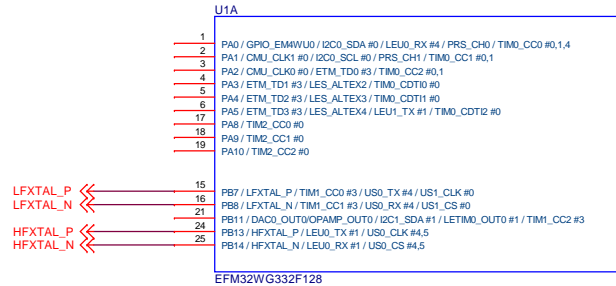 U1A
1 PA0 / GPIO_EM4WU0 / I2C0_SDA #0 / LEU0_RX #4 / PRS_CH0 / TIM0_CC0 #0,1,4
2 PA1 / CMU_CLK1 #0 / I2C0_SCL #0 / PRS_CH1 / TIM0_CC1 #0,1
3 PA2 / CMU_CLK0 #0 / ETM_TD0 #3 / TIM0_CC2 #0,1
4 PA3 / ETM_TD1 #3 / LES_ALTEX2 / TIM0_CDTI0 #0
5 PA4 / ETM_TD2 #3 / LES_ALTEX3 / TIM0_CDTI1 #0
6 PA5 / ETM_TD3 #3 / LES_ALTEX4 / LEU1_TX #1 / TIM0_CDTI2 #0
17 PA8 / TIM2_CC0 #0
18 PA9 / TIM2_CC1 #0
19 PA10 / TIM2_CC2 #0
LFXTAL_P 15 PB7 / LFXTAL_P / TIM1_CC0 #3 / US0_TX #4 / US1_CLK #0
LFXTAL_N 16 PB8 / LFXTAL_N / TIM1_CC1 #3 / US0_RX #4 / US1_CS #0
21 PB11 / DAC0_OUT0/OPAMP_OUT0 / I2C1_SDA #1 / LETIM0_OUT0 #1 / TIM1_CC2 #3
HFXTAL_P 24 PB13 / HFXTAL_P / LEU0_TX #1 / US0_CLK #4,5
HFXTAL_N 25 PB14 / HFXTAL_N / LEU0_RX #1 / US0_CS #4,5
EFM32WG332F128